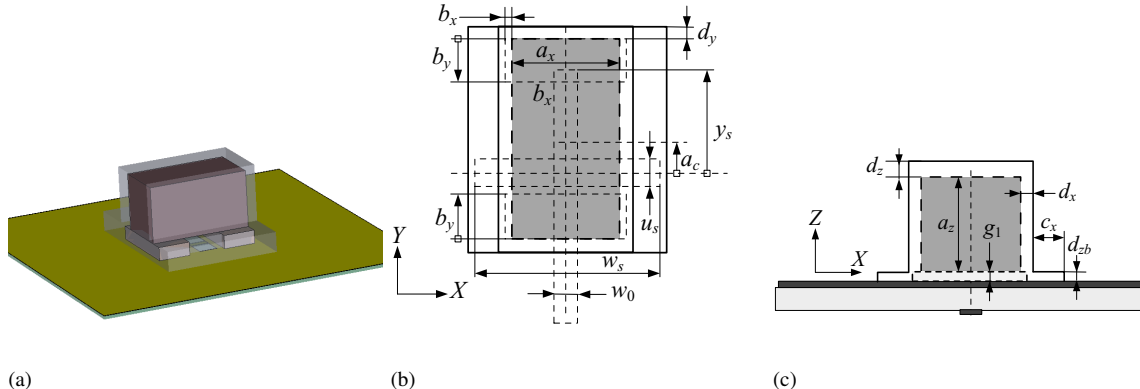 b_x
d_y
b_y
a_x
b_x
y_s
a_c
b_y
u_s
w_s
w_0
Y
X
d_z
d_x
a_z
g_1
c_x
d_zb
Z
X
(a)
(b)
(c)